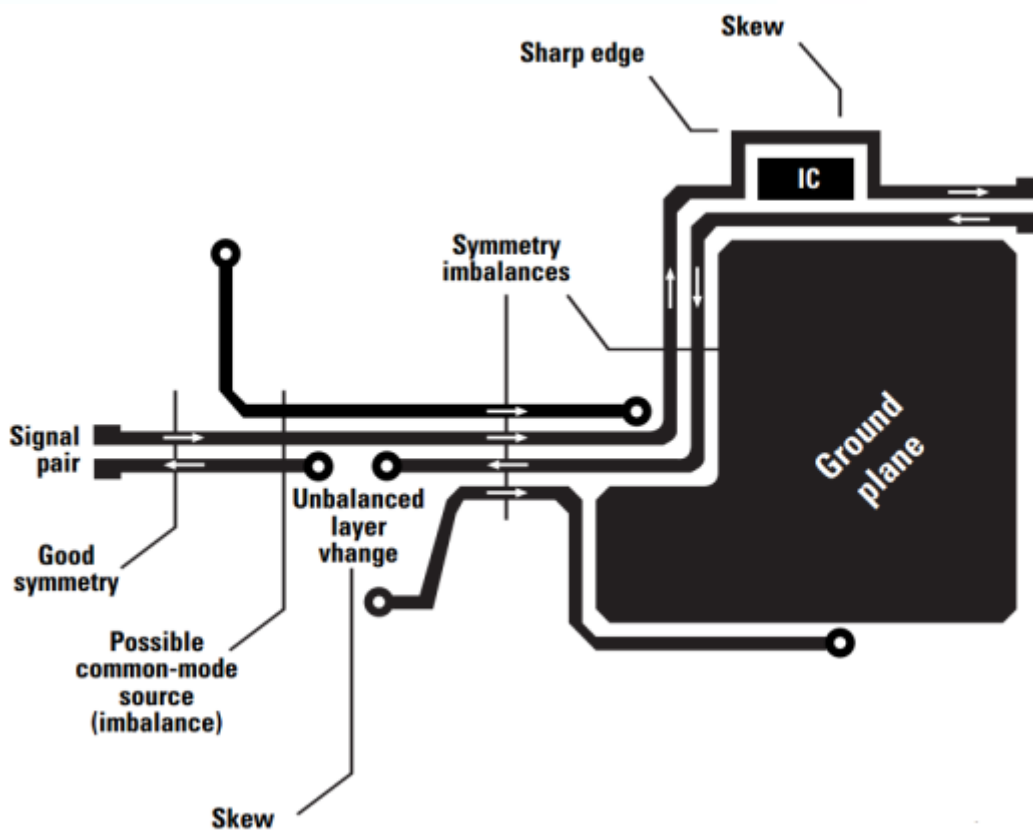 Skew
Sharp edge
IC
Symmetry
imbalances
Signal
pair
Ground
plane
Unbalanced
layer
vhange
Good
symmetry
Possible
common-mode
source
(imbalance)
Skew